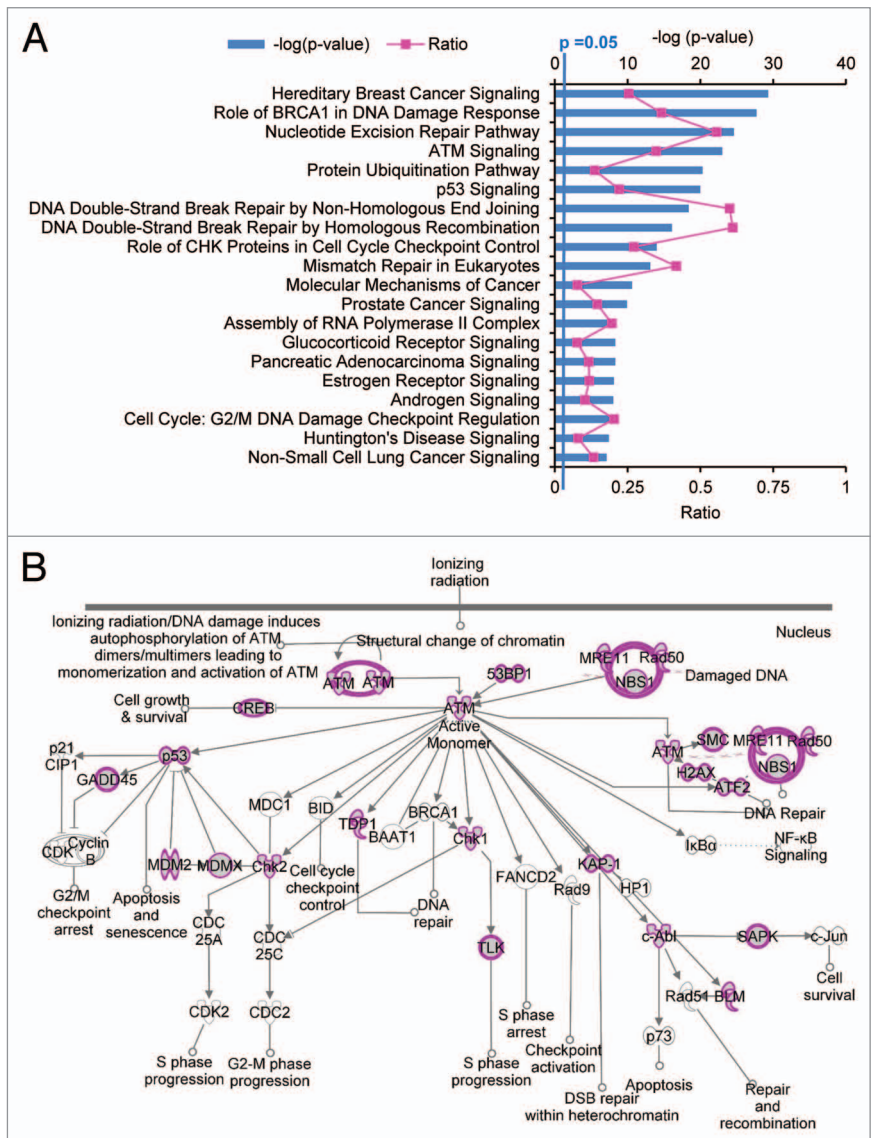 A
-log(p-value)
Ratio
p =0.05
-log (p-value)
0
10
20
30
40
Hereditary Breast Cancer Signaling
Role of BRCA1 in DNA Damage Response
Nucleotide Excision Repair Pathway
ATM Signaling
Protein Ubiquitination Pathway
p53 Signaling
DNA Double-Strand Break Repair by Non-Homologous End Joining
DNA Double-Strand Break Repair by Homologous Recombination
Role of CHK Proteins in Cell Cycle Checkpoint Control
Mismatch Repair in Eukaryotes
Molecular Mechanisms of Cancer
Prostate Cancer Signaling
Assembly of RNA Polymerase II Complex
Glucocorticoid Receptor Signaling
Pancreatic Adenocarcinoma Signaling
Estrogen Receptor Signaling
Androgen Signaling
Cell Cycle: G2/M DNA Damage Checkpoint Regulation
Huntington's Disease Signaling
Non-Small Cell Lung Cancer Signaling
0
0.25
0.5
0.75
1
Ratio
B
Ionizing
radiation
Ionizing radiation/DNA damage induces
autophosphorylation of ATM
dimers/multimers leading to
monomerization and activation of ATM
Structural change of chromatin
Nucleus
ATM
ATM
53BP1
MRE11
Rad50
NBS1
Damaged DNA
Cell growth
& survival
CREB
ATM
Active
Monomer
p21
CIP1
p53
GADD45
ATM
SMC
MRE11
Rad50
NBS1
H2AX
ATF2
DNA Repair
MDC1
BID
TDP1
BRCA1
BAAT1
Chk1
IκBα
NF-κB
Signaling
CDK
Cyclin
B
MDM2
MDMX
Chk2
Cell cycle
checkpoint
control
FANCD2
Rad9
KAP-1
HP1
G2/M
checkpoint
arrest
Apoptosis
and
senescence
CDC
25A
CDC
25C
DNA
repair
TLK
c-Abl
SAPK
c-Jun
Cell
survival
Rad51
BLM
CDK2
CDC2
S phase
arrest
p73
S phase
progression
G2-M phase
progression
S phase
progression
Checkpoint
activation
DSB repair
within heterochromatin
Apoptosis
Repair
and
recombination